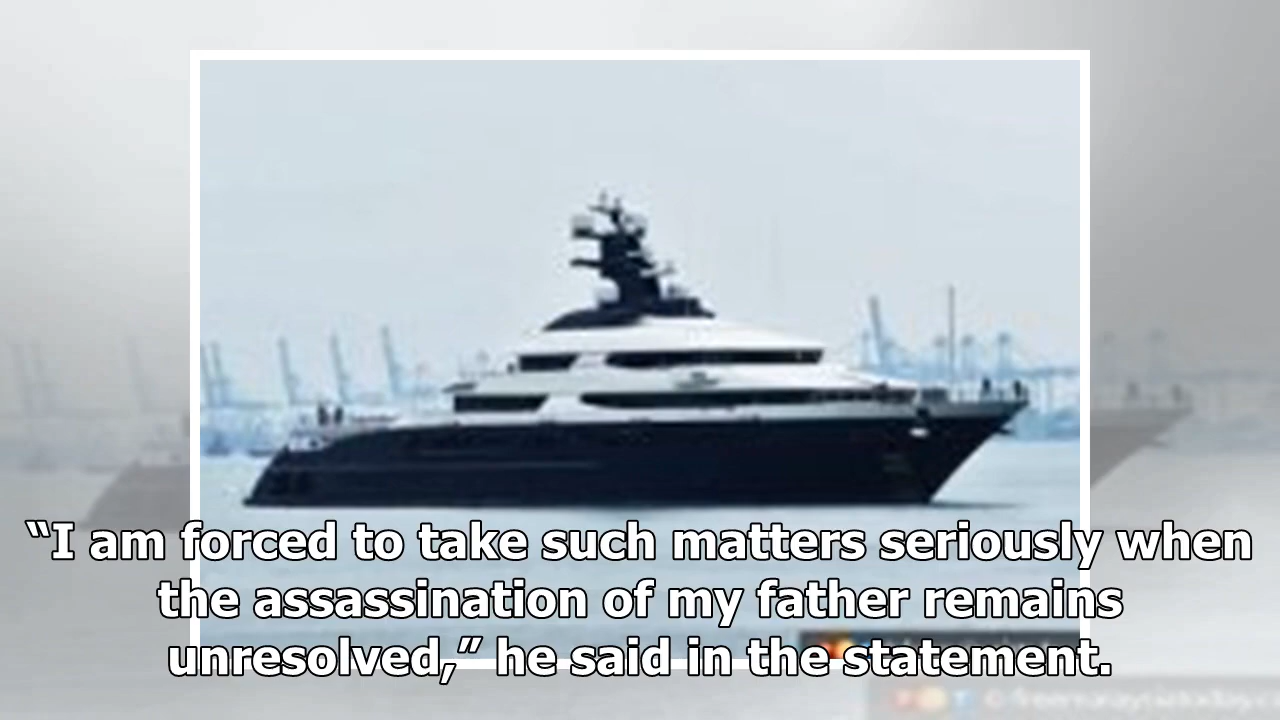 “I am forced to take such matters seriously when
the assassination of my father remains
unresolved,” he said in the statement.